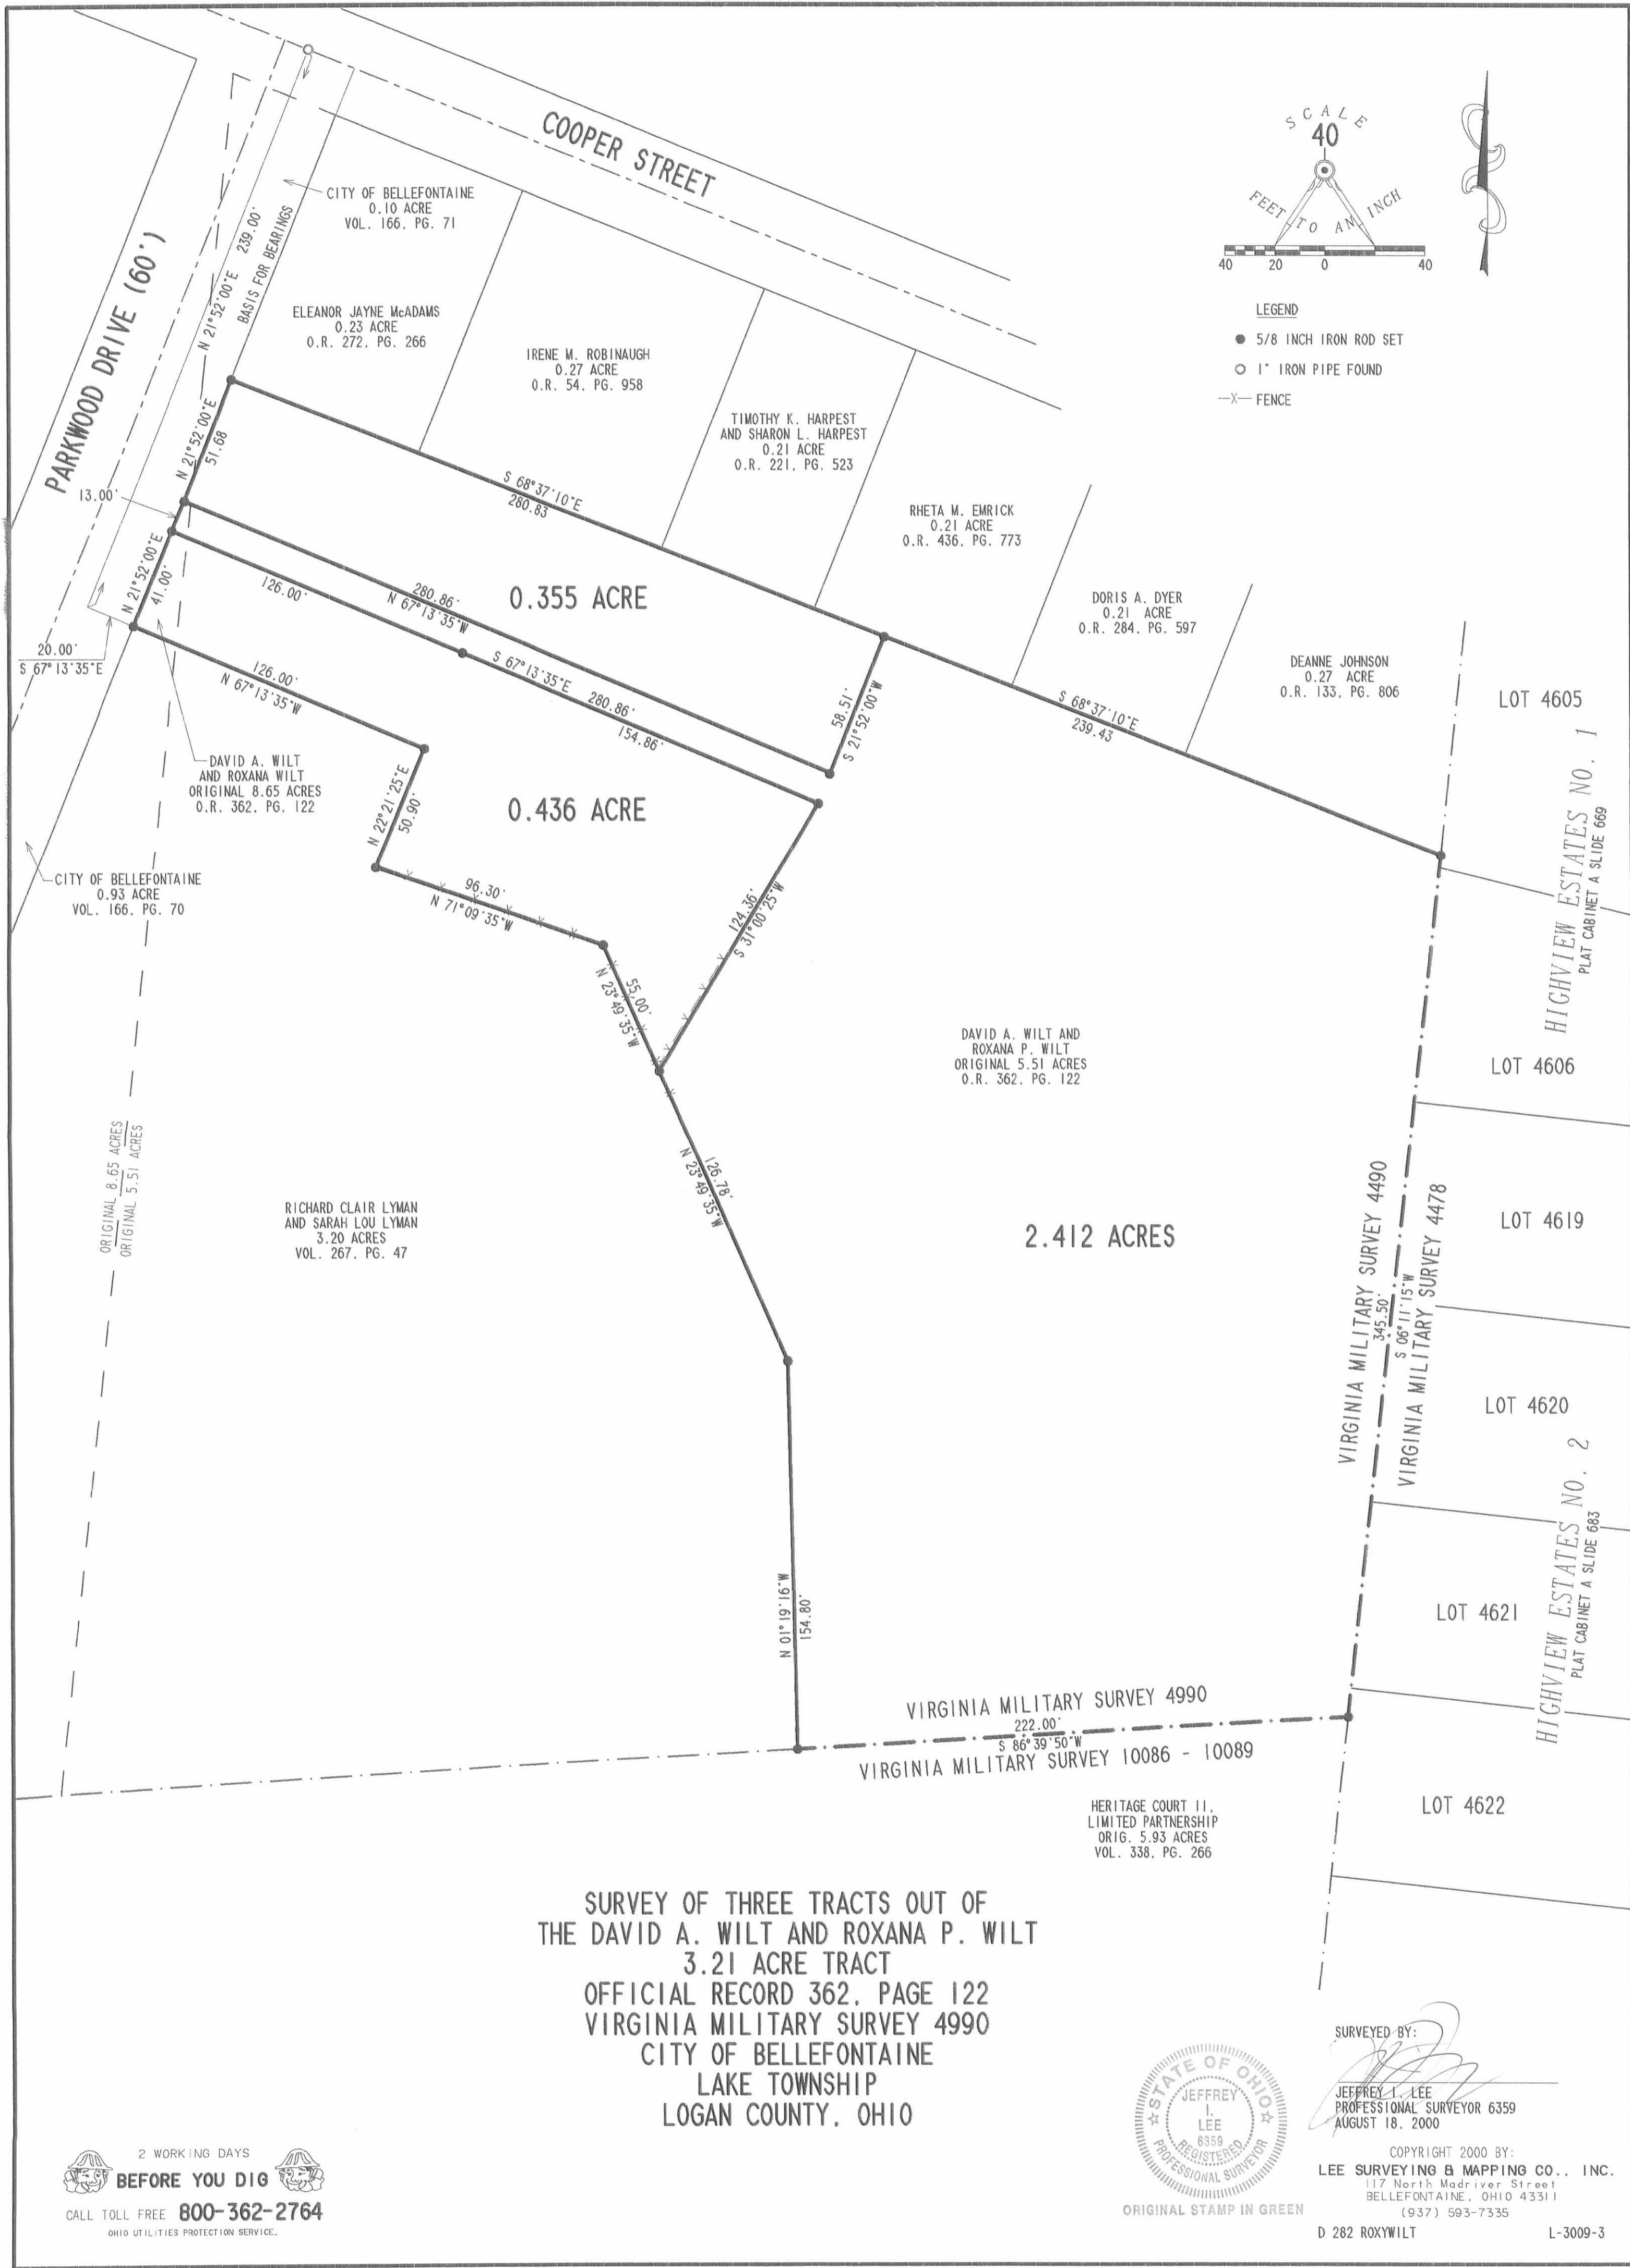 COOPER STREET
SCALE
40
FEET TO AN INCH
40 20 0 40
LEGEND
5/8 INCH IRON ROD SET
1" IRON PIPE FOUND
—X— FENCE
CITY OF BELLEFONTAINE
0.10 ACRE
VOL. 166, PG. 71
PARKWOOD DRIVE (60')
N 21°52'00"E 239.00'
BASIS FOR BEARINGS
ELEANOR JAYNE McADAMS
0.23 ACRE
O.R. 272, PG. 266
IRENE M. ROBINAUGH
0.27 ACRE
O.R. 54, PG. 958
TIMOTHY K. HARPEST
AND SHARON L. HARPEST
0.21 ACRE
O.R. 221, PG. 523
RHETA M. EMRICK
0.21 ACRE
O.R. 436, PG. 773
DORIS A. DYER
0.21 ACRE
O.R. 284, PG. 597
DEANNE JOHNSON
0.27 ACRE
O.R. 133, PG. 806
LOT 4605
N 21°52'00"E
51.68
13.00'
N 21°52'00"E
41.00'
S 68°37'10"E
280.83
126.00'
280.86'
N 67°13'35"W
0.355 ACRE
20.00'
S 67°13'35"E
126.00'
N 67°13'35"W
S 67°13'35"E 280.86'
154.86'
58.51'
S 21°52'00"W
S 68°37'10"E
239.43
DAVID A. WILT
AND ROXANA WILT
ORIGINAL 8.65 ACRES
O.R. 362, PG. 122
N 22°21'25"E
50.90'
0.436 ACRE
CITY OF BELLEFONTAINE
0.93 ACRE
VOL. 166, PG. 70
96.30'
N 71°09'35"W
124.36'
S 31°00'25"W
55.00'
N 23°49'35"W
HIGHVIEW ESTATES NO. 1
PLAT CABINET A SLIDE 669
DAVID A. WILT AND
ROXANA P. WILT
ORIGINAL 5.51 ACRES
O.R. 362, PG. 122
LOT 4606
126.78'
N 23°49'35"W
ORIGINAL 8.65 ACRES
ORIGINAL 5.51 ACRES
RICHARD CLAIR LYMAN
AND SARAH LOU LYMAN
3.20 ACRES
VOL. 267, PG. 47
2.412 ACRES
VIRGINIA MILITARY SURVEY 4490
345.50'
S 06°11'15"W
VIRGINIA MILITARY SURVEY 4478
LOT 4619
LOT 4620
HIGHVIEW ESTATES NO. 2
PLAT CABINET A SLIDE 683
LOT 4621
N 01°19'16"W
154.80'
VIRGINIA MILITARY SURVEY 4990
222.00'
S 86°39'50"W
VIRGINIA MILITARY SURVEY 10086 - 10089
HERITAGE COURT II,
LIMITED PARTNERSHIP
ORIG. 5.93 ACRES
VOL. 338, PG. 266
LOT 4622
SURVEY OF THREE TRACTS OUT OF
THE DAVID A. WILT AND ROXANA P. WILT
3.21 ACRE TRACT
OFFICIAL RECORD 362, PAGE 122
VIRGINIA MILITARY SURVEY 4990
CITY OF BELLEFONTAINE
LAKE TOWNSHIP
LOGAN COUNTY, OHIO
STATE OF OHIO
JEFFREY
I.
LEE
6359
REGISTERED
PROFESSIONAL SURVEYOR
ORIGINAL STAMP IN GREEN
SURVEYED BY:
JEFFREY I. LEE
PROFESSIONAL SURVEYOR 6359
AUGUST 18, 2000
COPYRIGHT 2000 BY:
LEE SURVEYING & MAPPING CO., INC.
117 North Madriver Street
BELLEFONTAINE, OHIO 43311
(937) 593-7335
D 282 ROXYWILT L-3009-3
2 WORKING DAYS
BEFORE YOU DIG
CALL TOLL FREE 800-362-2764
OHIO UTILITIES PROTECTION SERVICE.